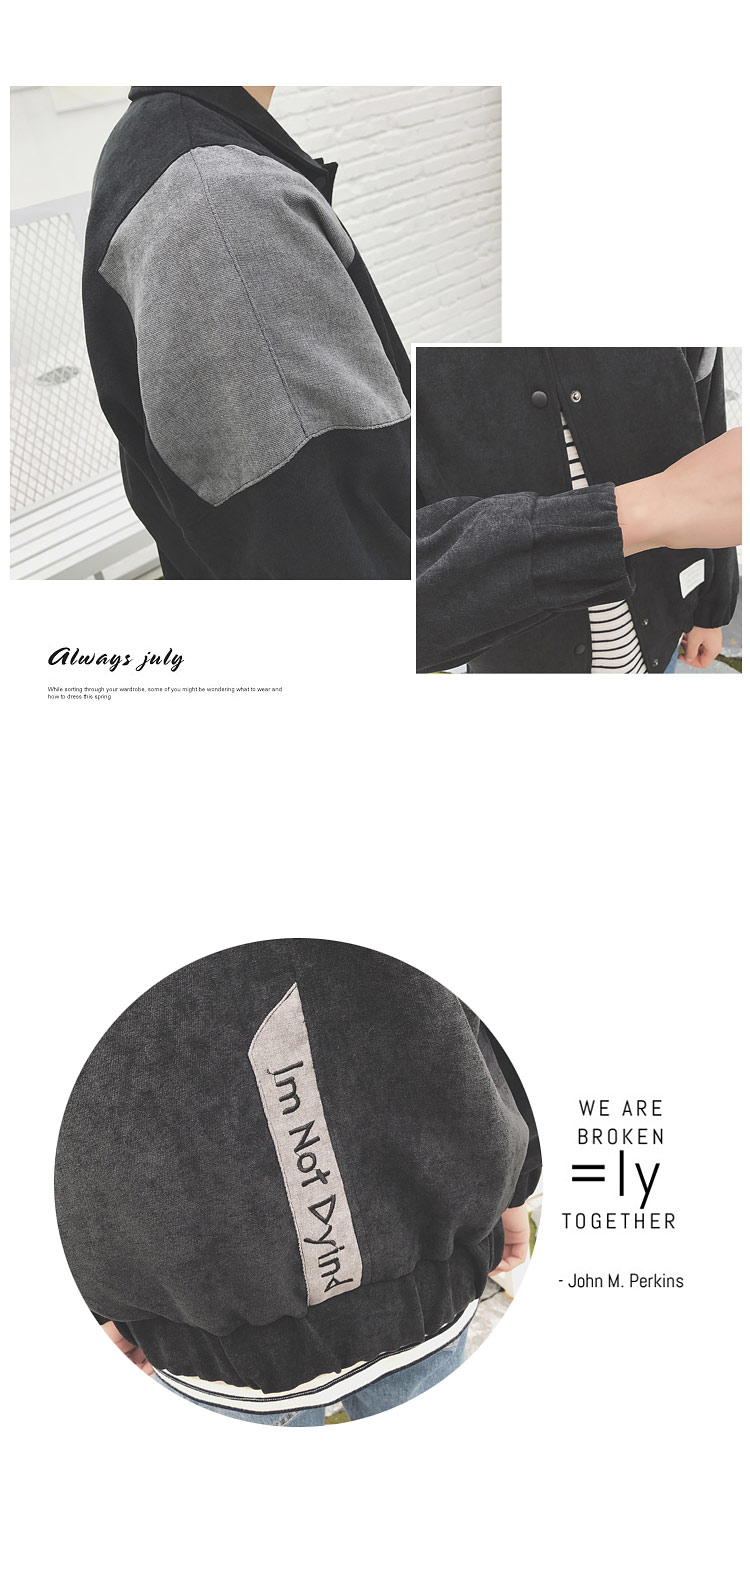 Always july
While sorting through your wardrobe, some of you might be wondering what to wear and
how to dress this spring
Im Not Dying
WE ARE
BROKEN
=ly
TOGETHER
- John M. Perkins